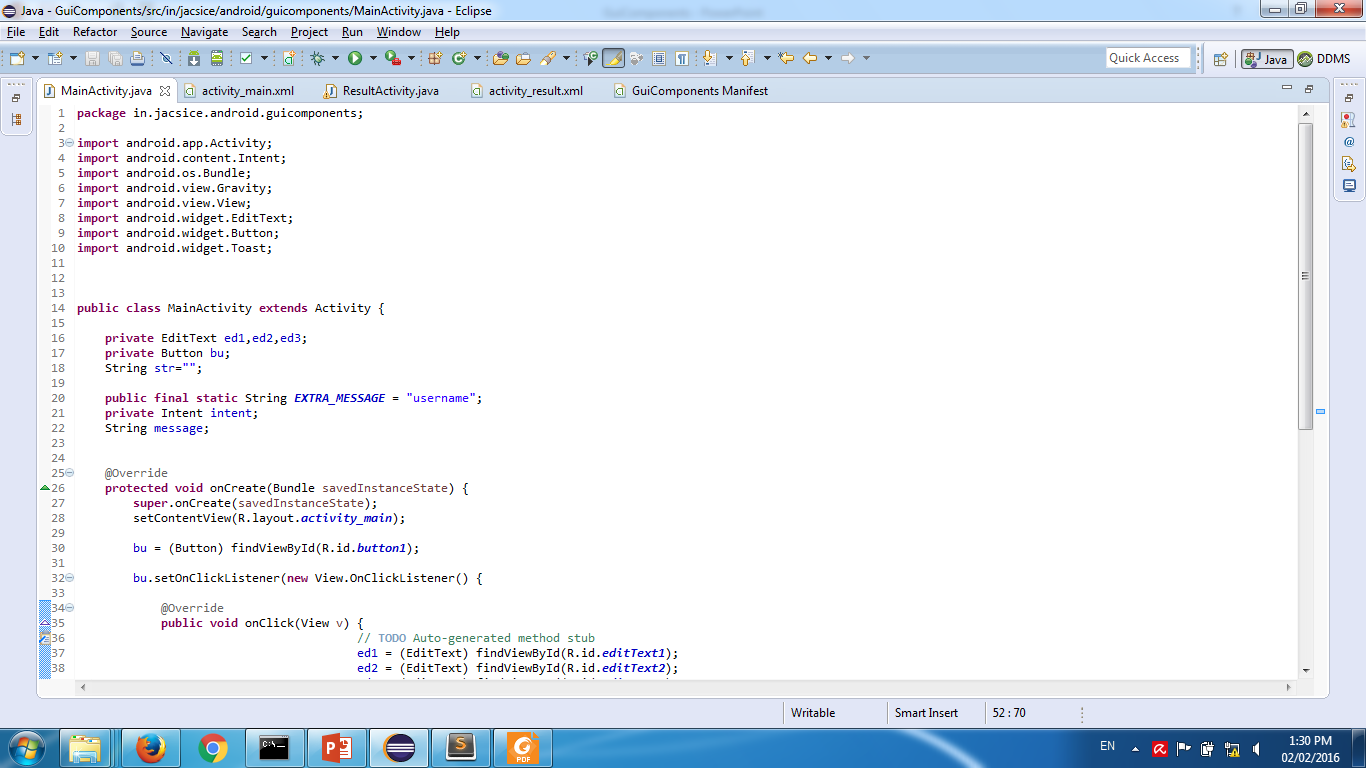 Java - GuiComponents/src/in/jacsice/android/guicomponents/MainActivity.java - Eclipse
File Edit Refactor Source Navigate Search Project Run Window Help
Quick Access Java DDMS
MainActivity.java activity_main.xml ResultActivity.java activity_result.xml GuiComponents Manifest
1 package in.jacsice.android.guicomponents;
2
3 import android.app.Activity;
4 import android.content.Intent;
5 import android.os.Bundle;
6 import android.view.Gravity;
7 import android.view.View;
8 import android.widget.EditText;
9 import android.widget.Button;
10 import android.widget.Toast;
11
12
13
14 public class MainActivity extends Activity {
15
16 private EditText ed1,ed2,ed3;
17 private Button bu;
18 String str="";
19
20 public final static String EXTRA_MESSAGE = "username";
21 private Intent intent;
22 String message;
23
24
25 @Override
26 protected void onCreate(Bundle savedInstanceState) {
27 super.onCreate(savedInstanceState);
28 setContentView(R.layout.activity_main);
29
30 bu = (Button) findViewById(R.id.button1);
31
32 bu.setOnClickListener(new View.OnClickListener() {
33
34 @Override
35 public void onClick(View v) {
36 // TODO Auto-generated method stub
37 ed1 = (EditText) findViewById(R.id.editText1);
38 ed2 = (EditText) findViewById(R.id.editText2);
Writable Smart Insert 52 : 70
EN 1:30 PM
02/02/2016
C:\
P
S
PDF